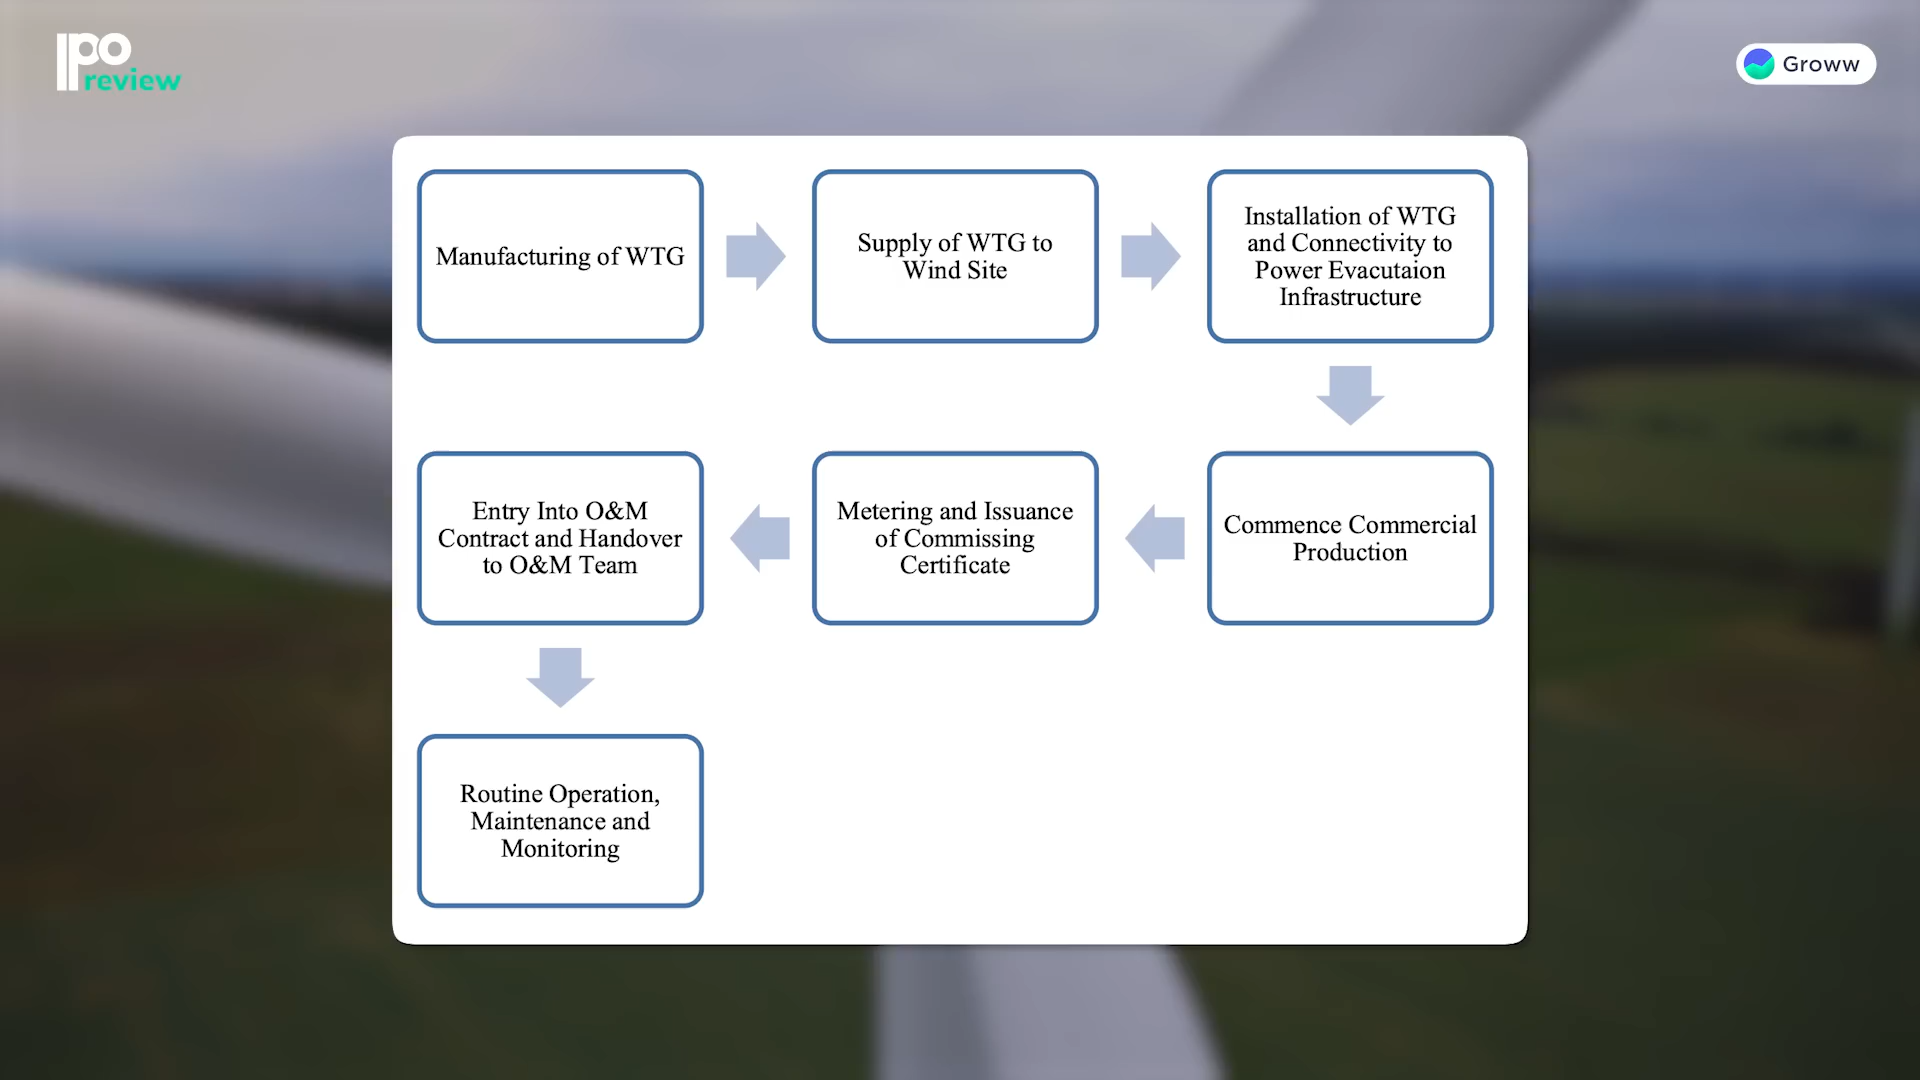 IPO
review
Groww
Manufacturing of WTG
Supply of WTG to
Wind Site
Installation of WTG
and Connectivity to
Power Evacutaion
Infrastructure
Commence Commercial
Production
Metering and Issuance
of Commissing
Certificate
Entry Into O&M
Contract and Handover
to O&M Team
Routine Operation,
Maintenance and
Monitoring